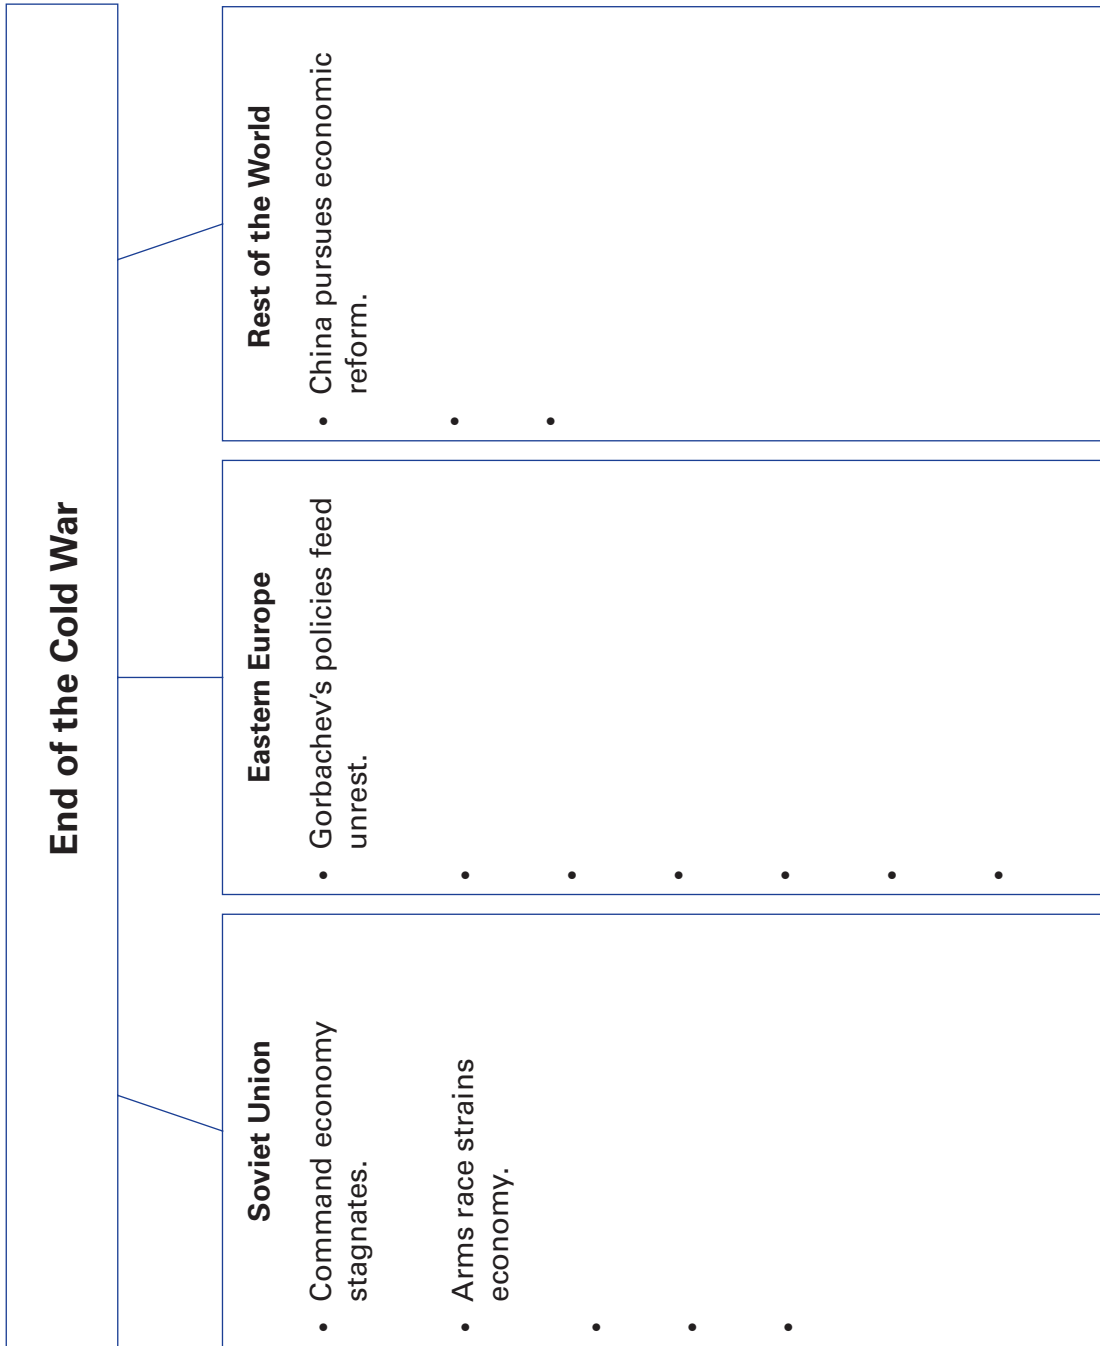 End of the Cold War
Soviet Union
• Command economy
stagnates.
• Arms race strains
economy.
•
•
•
Eastern Europe
• Gorbachev's policies feed
unrest.
•
•
•
•
•
•
Rest of the World
• China pursues economic
reform.
•
•